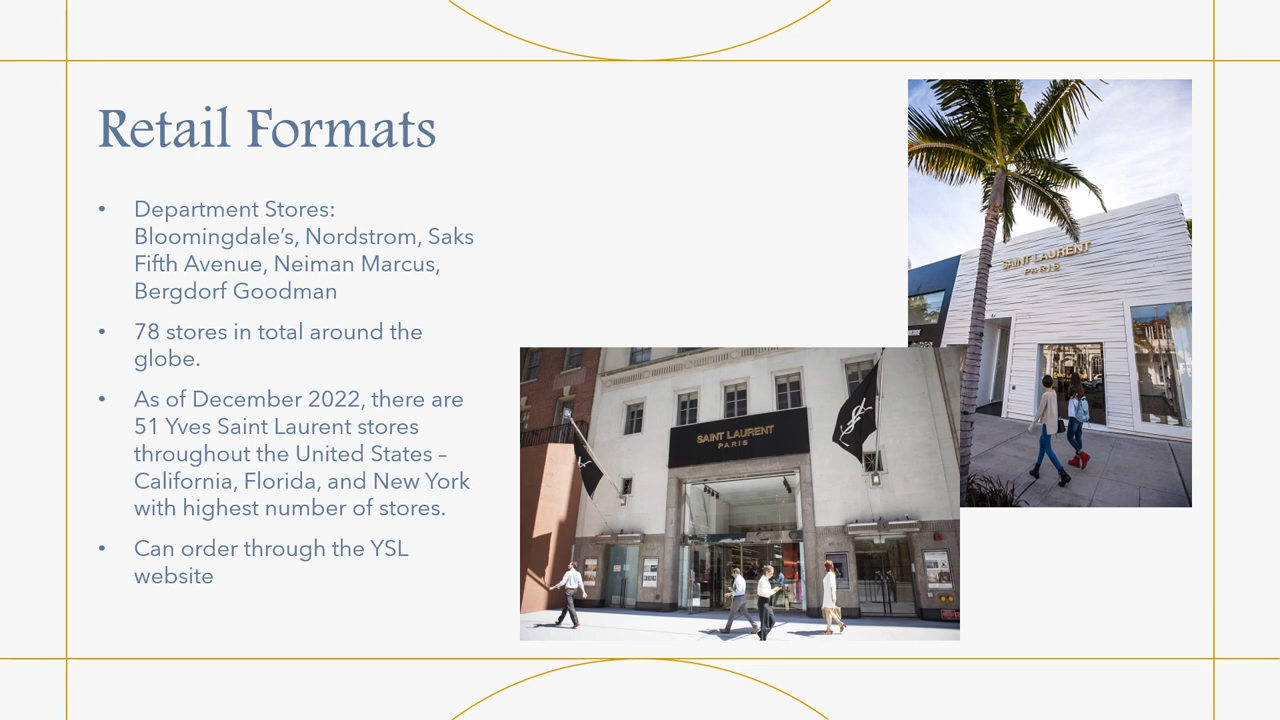 Retail Formats
• Department Stores:
Bloomingdale’s, Nordstrom, Saks
Fifth Avenue, Neiman Marcus,
Bergdorf Goodman
• 78 stores in total around the
globe.
• As of December 2022, there are
51 Yves Saint Laurent stores
throughout the United States –
California, Florida, and New York
with highest number of stores.
• Can order through the YSL
website
SAINT LAURENT
PARIS
SAINT LAURENT
PARIS
YSL